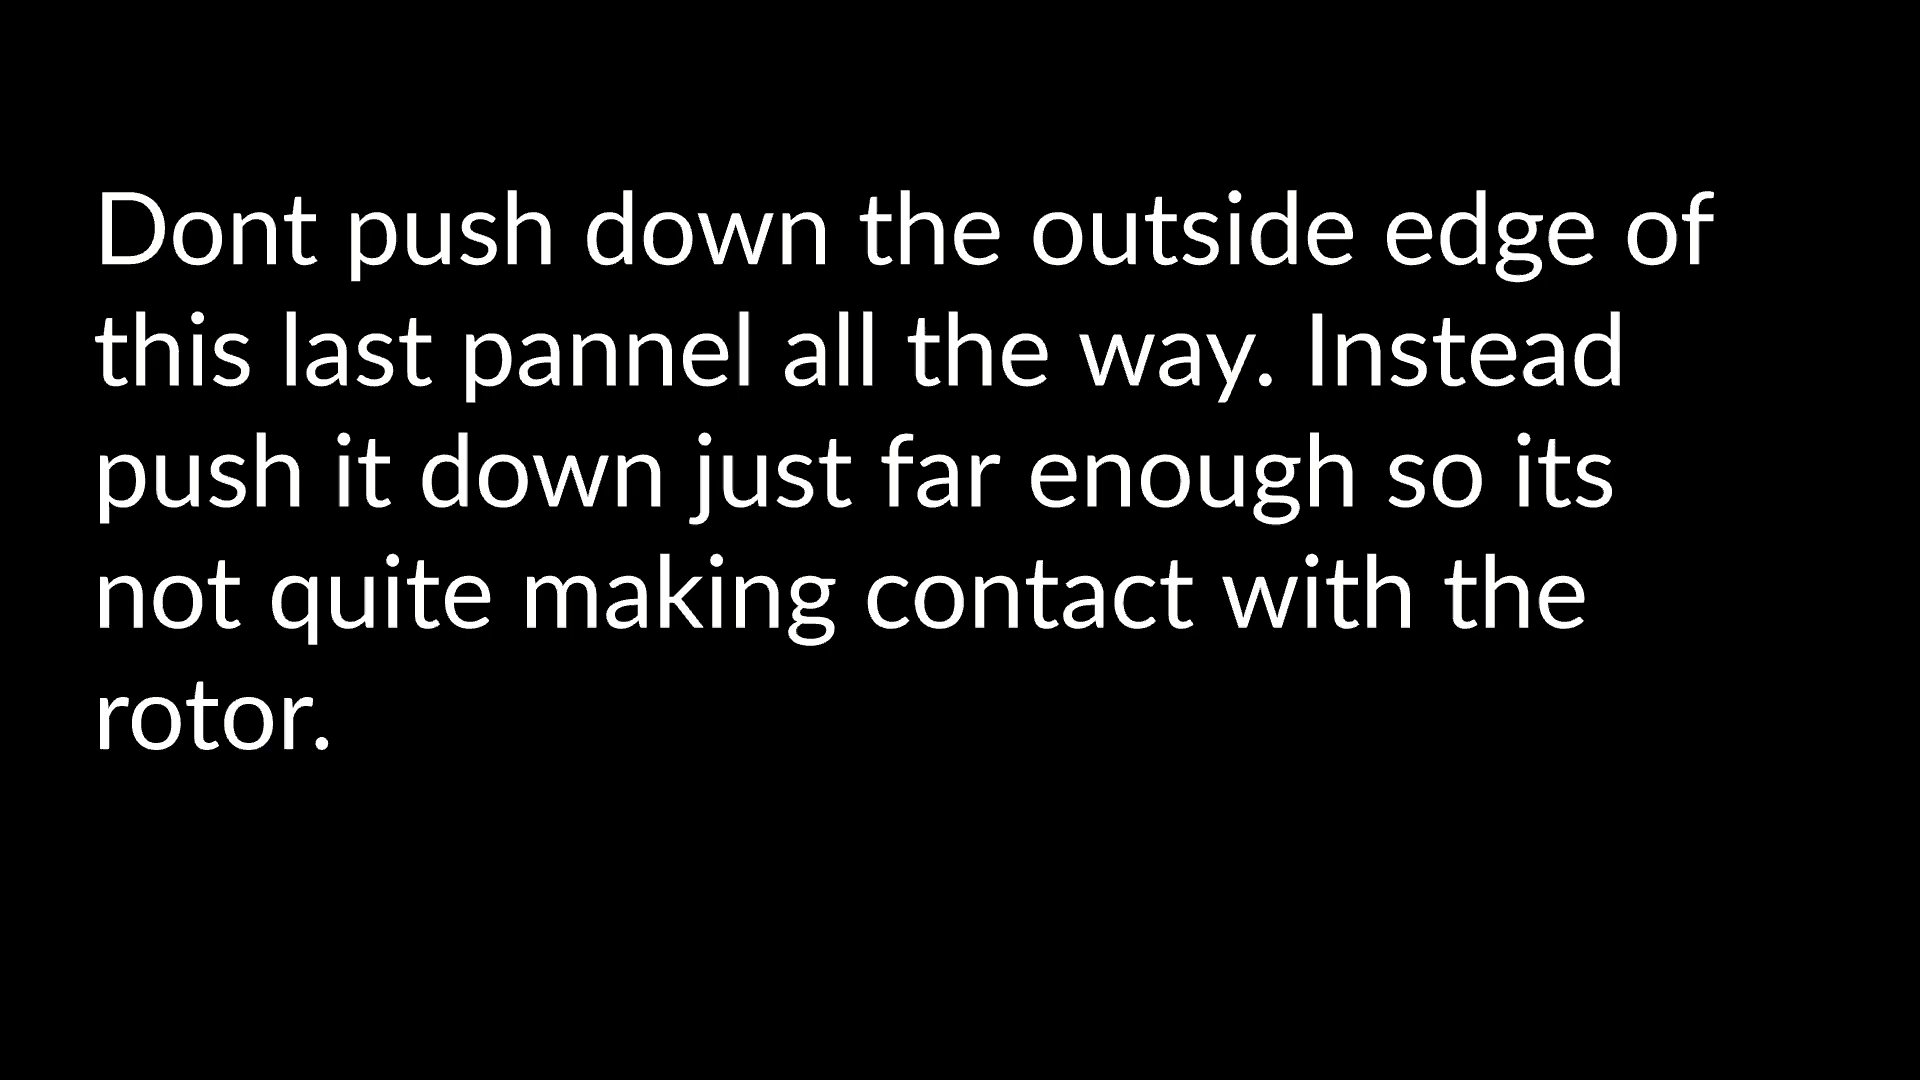 Dont push down the outside edge of
this last pannel all the way. Instead
push it down just far enough so its
not quite making contact with the
rotor.